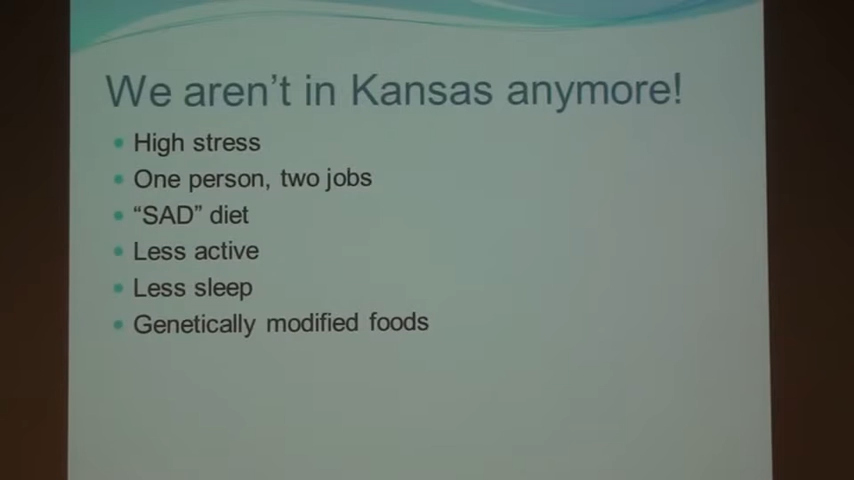 We aren't in Kansas anymore!
High stress
One person, two jobs
"SAD" diet
Less active
Less sleep
Genetically modified foods